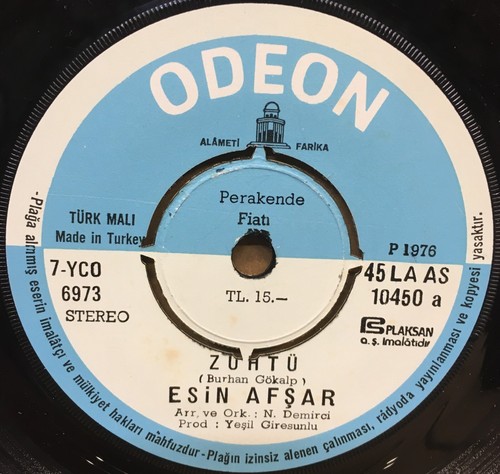 ODEON
ALÂMETİ FARİKA
Perakende
Fiatı
TL. 15.—
TÜRK MALI
Made in Turkey
P 1976
7-YCO
6973
STEREO
45 LA AS
10450 a
PLAKSAN
a.ş. imalâtıdır
ZÜHTÜ
( Burhan Gökalp )
ESİN AFŞAR
Arr. ve Ork. : N. Demirci
Prod : Yeşil Giresunlu
-Plağa alınmış eserin imalâtçı ve mülkiyet hakları mahfuzdur-Plağın izinsiz alenen çalınması, radyoda yayınlanması ve kopyesi yasaktır.